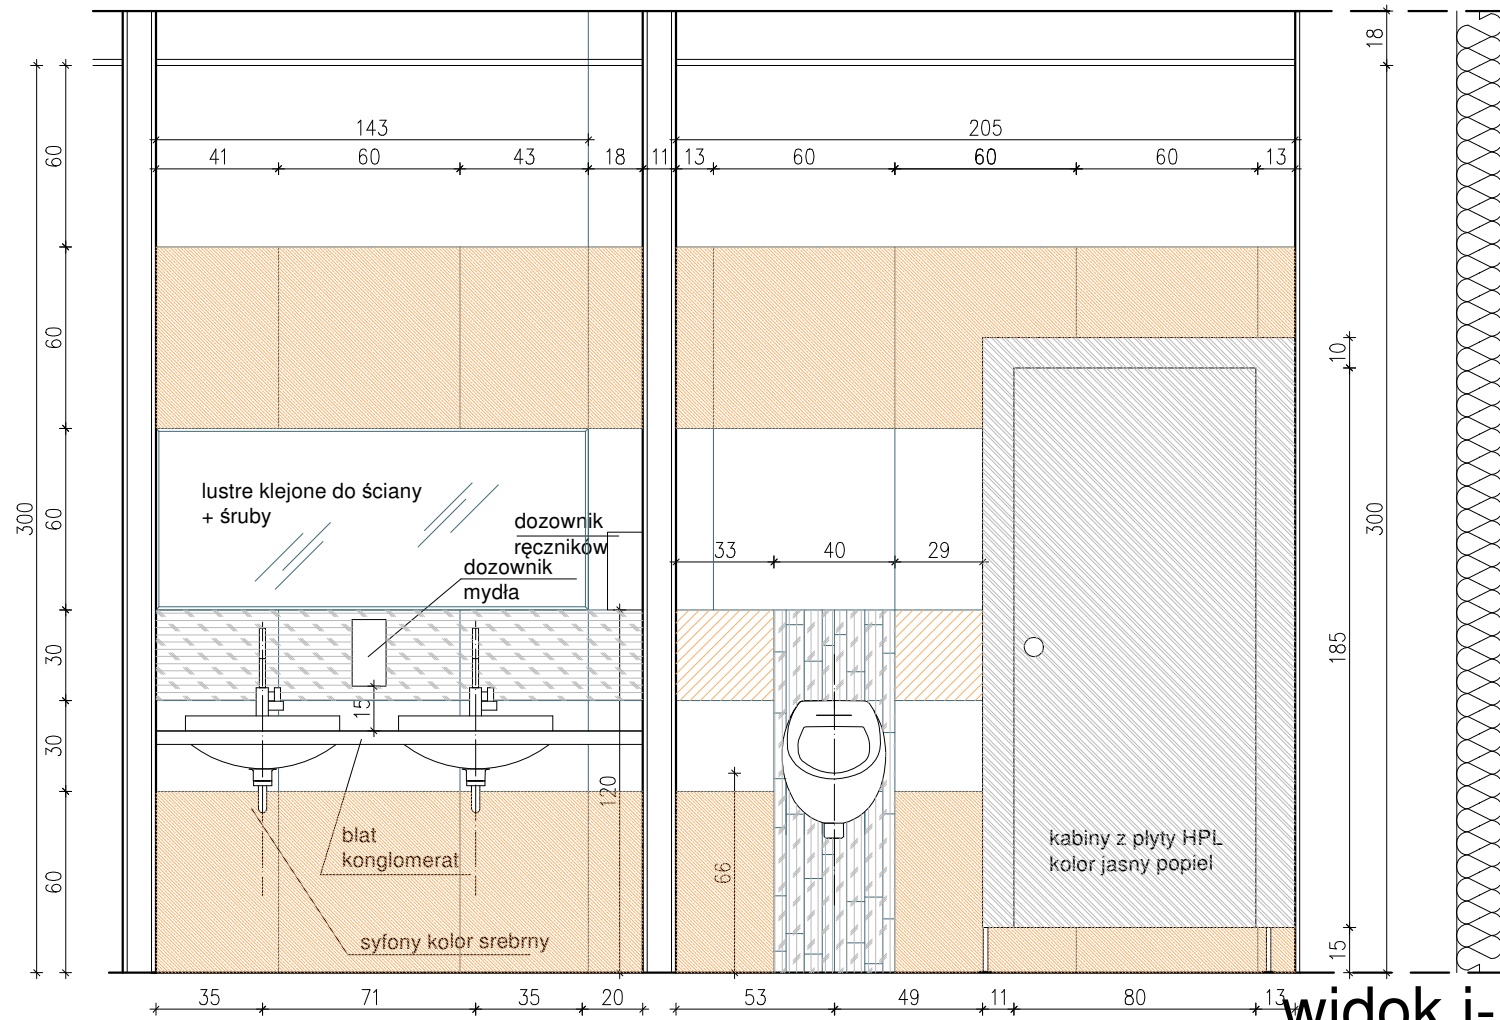 18
143
205
41 60 43 18 11 13 60 60 60 13
60
60
10
lustre klejone do ściany
+ śruby
dozownik
ręczników
dozownik
mydła
300
60
300
33 40 29
30
185
15
30
120
blat
konglomerat
kabiny z płyty HPL
kolor jasny popiel
66
60
syfony kolor srebrny
15
35 71 35 20 53 49 11 80 13
widok i-